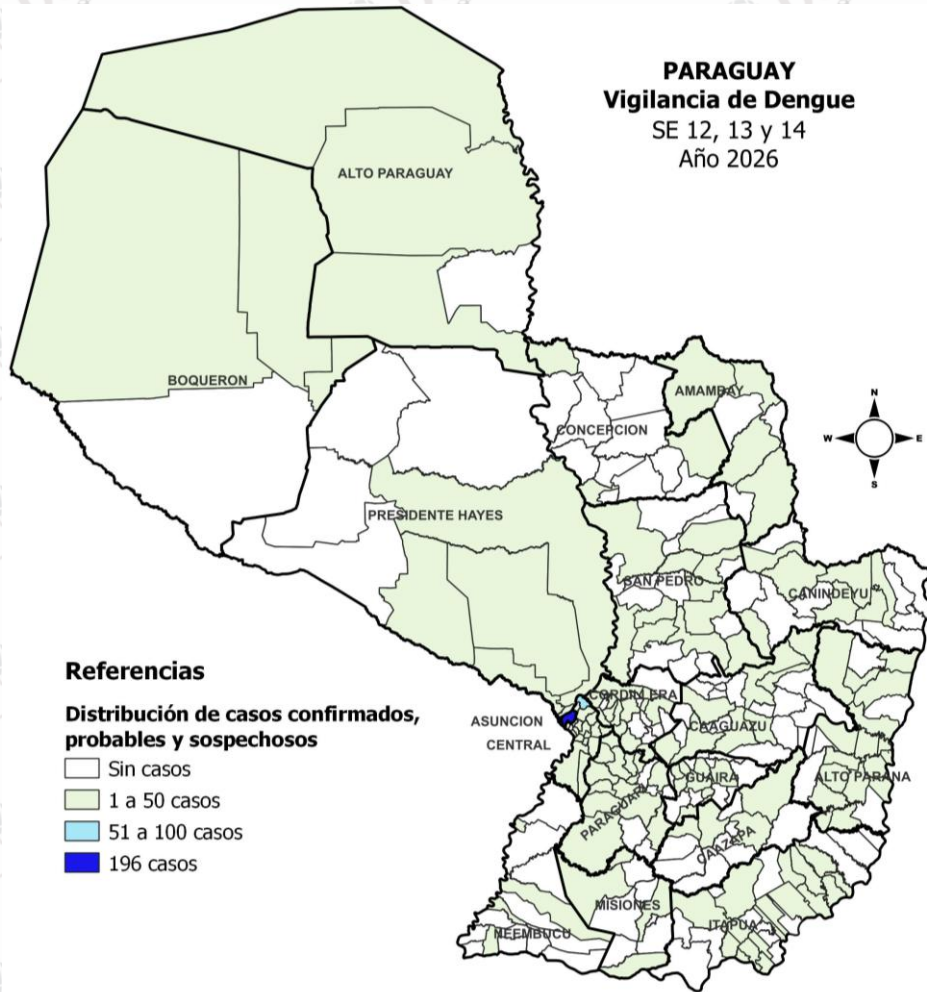 PARAGUAY
Vigilancia de Dengue
SE 12, 13 y 14
Año 2026
ALTO PARAGUAY
BOQUERON
AMAMBAY
CONCEPCION
N
W E
S
PRESIDENTE HAYES
SAN PEDRO
CANINDEYU
CORDILLERA
ASUNCION
CENTRAL
CAAGUAZU
GUAIRA
ALTO PARANA
PARAGUARI
CAAZAPA
MISIONES
ITAPUA
ÑEEMBUCU
Referencias
Distribución de casos confirmados,
probables y sospechosos
Sin casos
1 a 50 casos
51 a 100 casos
196 casos